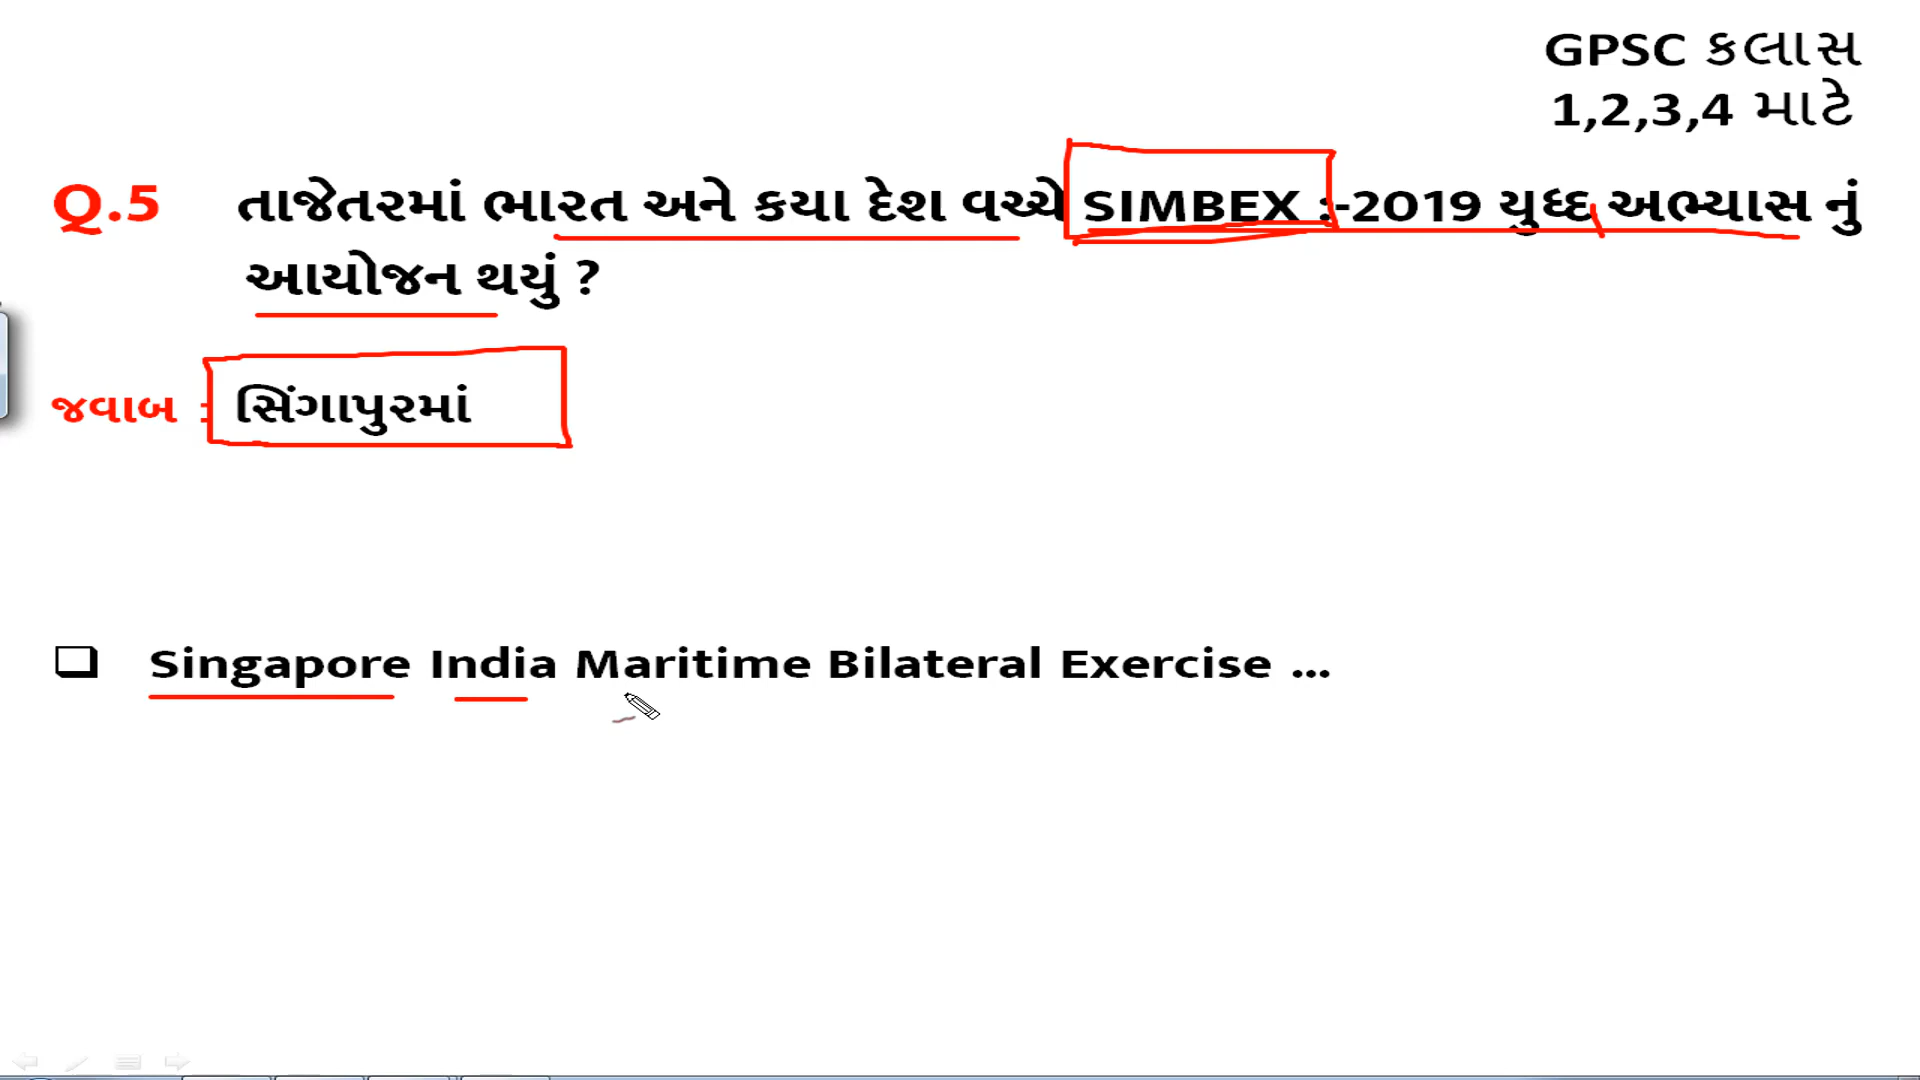 GPSC કલાસ
1,2,3,4 માટે
Q.5 તાજેતરમાં ભારત અને કયા દેશ વચ્ચે SIMBEX :-2019 યુધ્દ અભ્યાસ નું
આયોજન થયું ?
જવાબ : સિંગાપુરમાં
Singapore India Maritime Bilateral Exercise ...